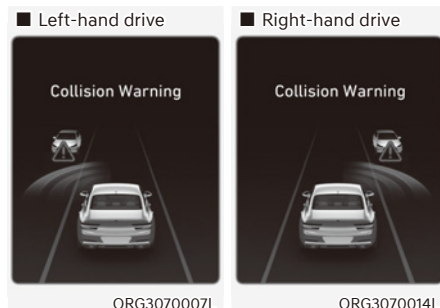 ■ Left-hand drive
■ Right-hand drive
Collision Warning
Collision Warning
ORG3070007L
ORG3070014L